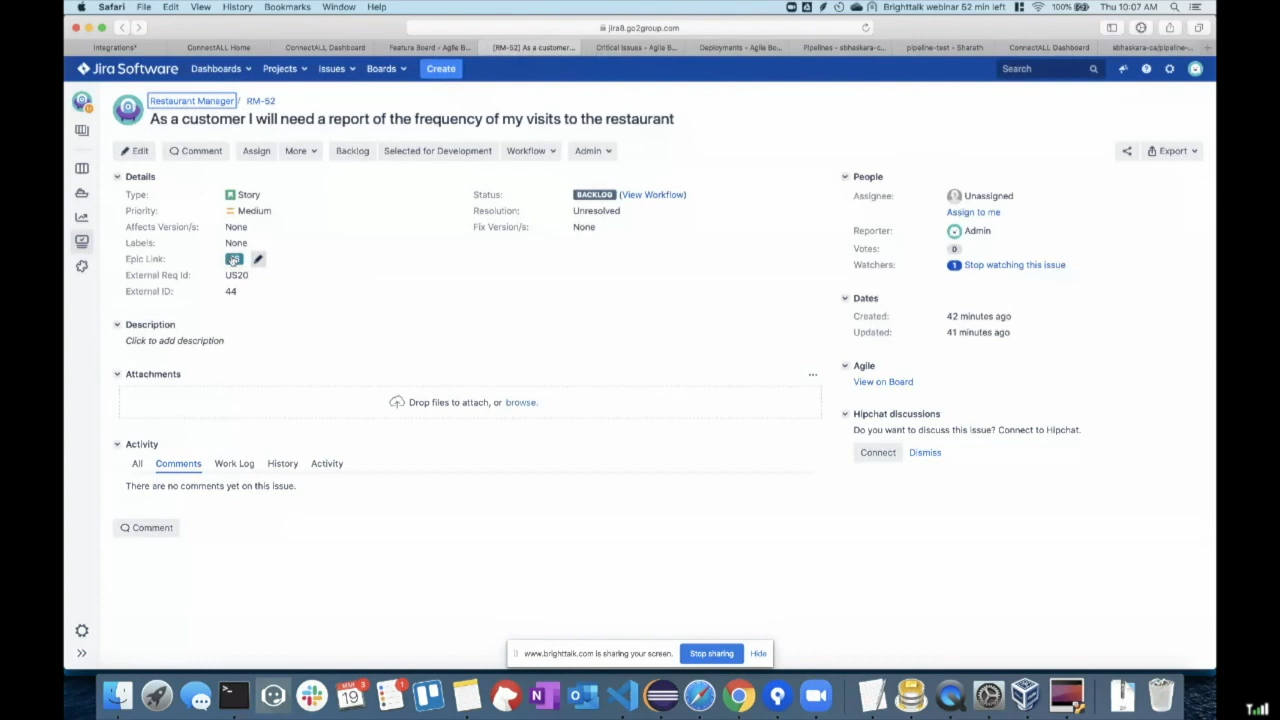 Safari File Edit View History Bookmarks Window Help Brighttalk webinar 52 min left 100% Thu 10:07 AM
jira8.go2group.com
Integrations* ConnectALL Home ConnectALL Dashboard Feature Board - Agile B... [RM-52] As a customer... Critical Issues - Agile B... Deployments - Agile Bo... Pipelines - sbhaskara-c... pipeline-test - Sharath ConnectALL Dashboard sbhaskara-ca/pipeline-...
Jira Software Dashboards Projects Issues Boards Create Search
Restaurant Manager / RM-52
As a customer I will need a report of the frequency of my visits to the restaurant
Edit Comment Assign More Backlog Selected for Development Workflow Admin Export
Details
Type: Story
Priority: Medium
Affects Version/s: None
Labels: None
Epic Link:
External Req Id: US20
External ID: 44
Status: BACKLOG (View Workflow)
Resolution: Unresolved
Fix Version/s: None
Description
Click to add description
Attachments
Drop files to attach, or browse.
Activity
All Comments Work Log History Activity
There are no comments yet on this issue.
Comment
People
Assignee: Unassigned
Assign to me
Reporter: Admin
Votes: 0
Watchers: 1 Stop watching this issue
Dates
Created: 42 minutes ago
Updated: 41 minutes ago
Agile
View on Board
Hipchat discussions
Do you want to discuss this issue? Connect to Hipchat.
Connect Dismiss
www.brighttalk.com is sharing your screen. Stop sharing Hide
19 3 1